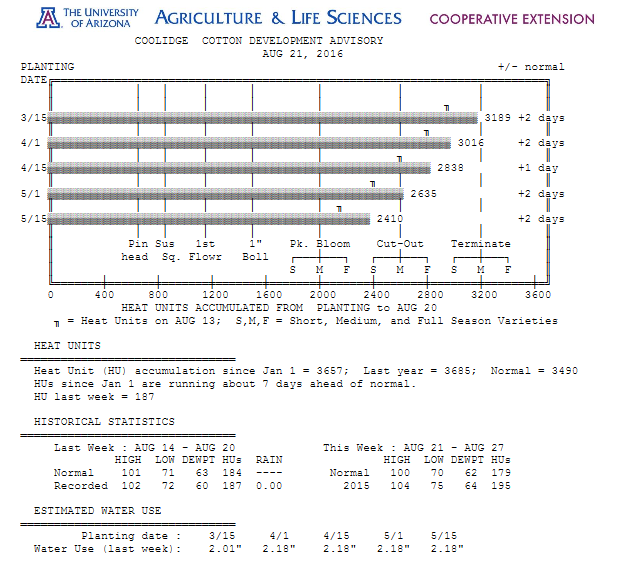 THE UNIVERSITY OF ARIZONA AGRICULTURE & LIFE SCIENCES COOPERATIVE EXTENSION
COOLIDGE COTTON DEVELOPMENT ADVISORY
AUG 21, 2016
PLANTING +/- normal
DATE
3/15 3189 +2 days
4/1 3016 +2 days
4/15 2838 +1 day
5/1 2635 +2 days
5/15 2410 +2 days
Pin Sus 1st 1" Pk. Bloom Cut-Out Terminate
head Sq. Flowr Boll
S M F S M F S M F
0 400 800 1200 1600 2000 2400 2800 3200 3600
HEAT UNITS ACCUMULATED FROM PLANTING to AUG 20
╖ = Heat Units on AUG 13; S,M,F = Short, Medium, and Full Season Varieties
HEAT UNITS
Heat Unit (HU) accumulation since Jan 1 = 3657; Last year = 3685; Normal = 3490
HUs since Jan 1 are running about 7 days ahead of normal.
HU last week = 187
HISTORICAL STATISTICS
Last Week : AUG 14 - AUG 20 This Week : AUG 21 - AUG 27
HIGH LOW DEWPT HUs RAIN HIGH LOW DEWPT HUs
Normal 101 71 63 184 ---- Normal 100 70 62 179
Recorded 102 72 60 187 0.00 2015 104 75 64 195
ESTIMATED WATER USE
Planting date : 3/15 4/1 4/15 5/1 5/15
Water Use (last week): 2.01" 2.18" 2.18" 2.18" 2.18"